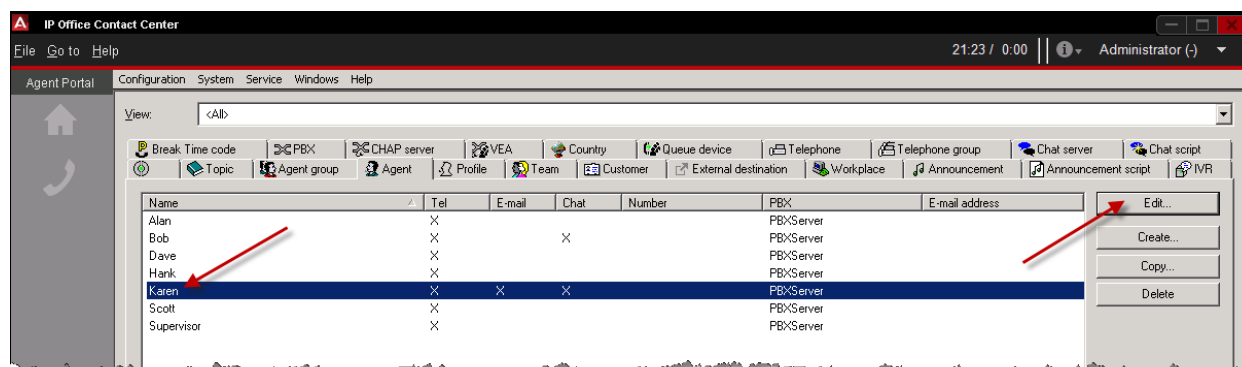 IP Office Contact Center
File Go to Help 21:23 / 0:00 Administrator (-)
Agent Portal Configuration System Service Windows Help
View: <All>
Break Time code PBX CHAP server VEA Country Queue device Telephone Telephone group Chat server Chat script
Topic Agent group Agent Profile Team Customer External destination Workplace Announcement Announcement script IVR
Name Tel E-mail Chat Number PBX E-mail address Edit...
Alan X PBXServer
Bob X X PBXServer Create...
Dave X PBXServer
Hank X PBXServer Copy...
Karen X X X PBXServer Delete
Scott X PBXServer
Supervisor X PBXServer